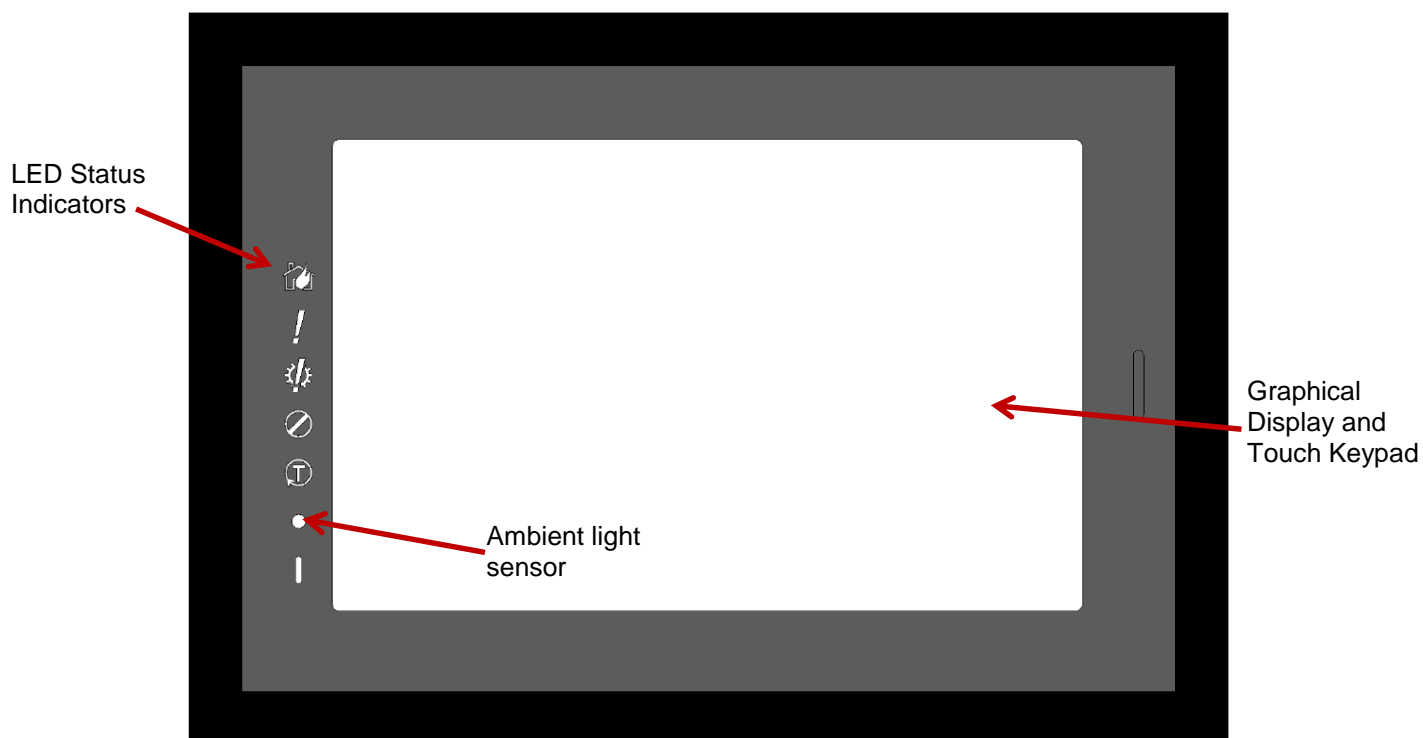 LED Status
Indicators
!
T
Ambient light
sensor
Graphical
Display and
Touch Keypad